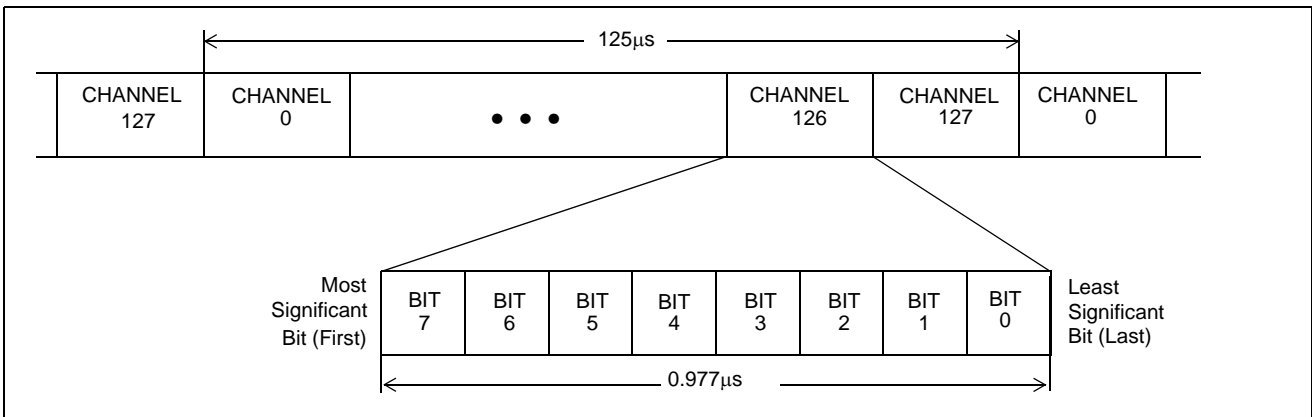 125μs
CHANNEL
127
CHANNEL
0
• • •
CHANNEL
126
CHANNEL
127
CHANNEL
0
Most
Significant
Bit (First)
BIT
7
BIT
6
BIT
5
BIT
4
BIT
3
BIT
2
BIT
1
BIT
0
Least
Significant
Bit (Last)
0.977μs